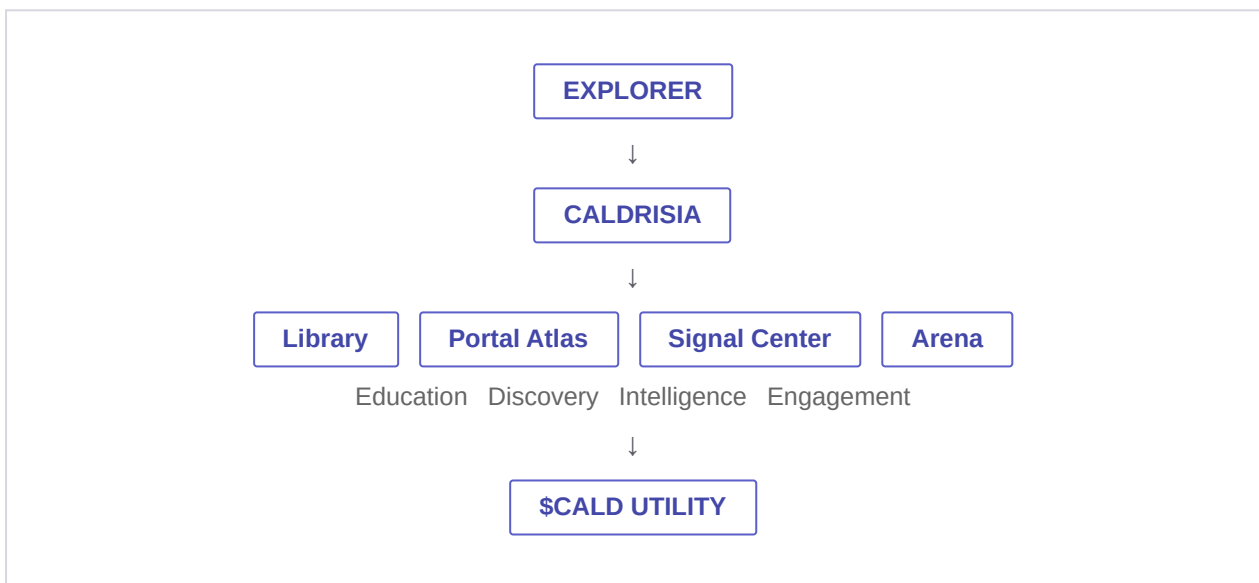 EXPLORER
↓
CALDRISIA
↓
Library Portal Atlas Signal Center Arena
Education Discovery Intelligence Engagement
↓
$CALD UTILITY